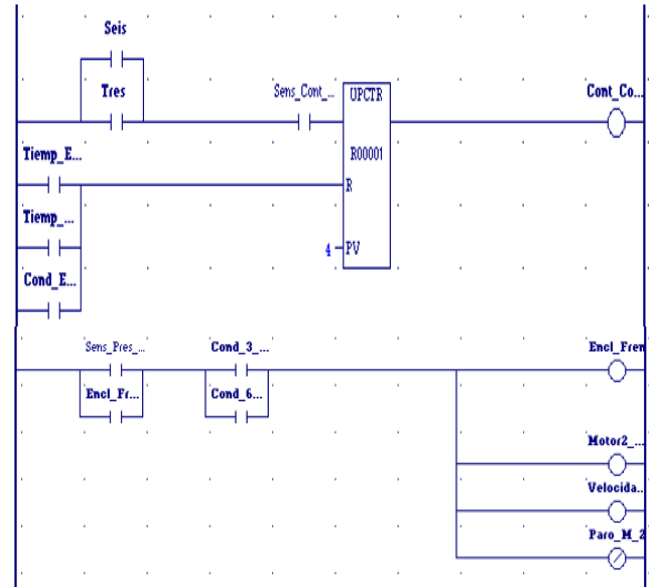 Seis
Tres
Sens_Cont_...
UPCTR
Cont_Co...
R00001
Tiemp_E...
R
Tiemp_...
4
PV
Cond_E...
Sens_Pres_...
Cond_3_...
Encl_Fren
Encl_Fr...
Cond_6...
Motor2_...
Velocida..
Paro_M_2